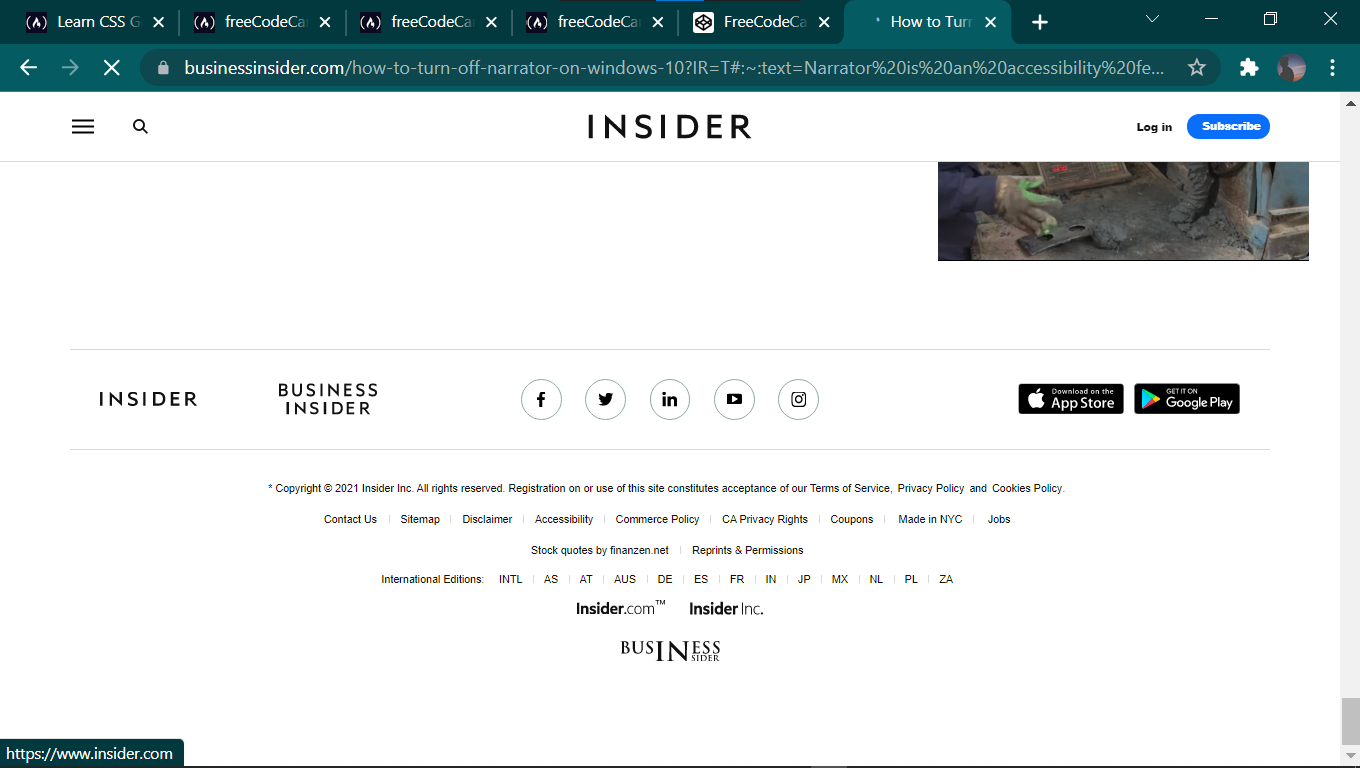 Learn CSS G freeCodeCa freeCodeCa freeCodeCa FreeCodeCa How to Turn
businessinsider.com/how-to-turn-off-narrator-on-windows-10?IR=T#:~:text=Narrator%20is%20an%20accessibility%20fe...
INSIDER
Log in
Subscribe
INSIDER
BUSINESS
INSIDER
Download on the
App Store
GET IT ON
Google Play
* Copyright © 2021 Insider Inc. All rights reserved. Registration on or use of this site constitutes acceptance of our Terms of Service, Privacy Policy and Cookies Policy.
Contact Us Sitemap Disclaimer Accessibility Commerce Policy CA Privacy Rights Coupons Made in NYC Jobs
Stock quotes by finanzen.net Reprints & Permissions
International Editions: INTL AS AT AUS DE ES FR IN JP MX NL PL ZA
Insider.com™ Insider Inc.
BUSINESS
SIDER
https://www.insider.com